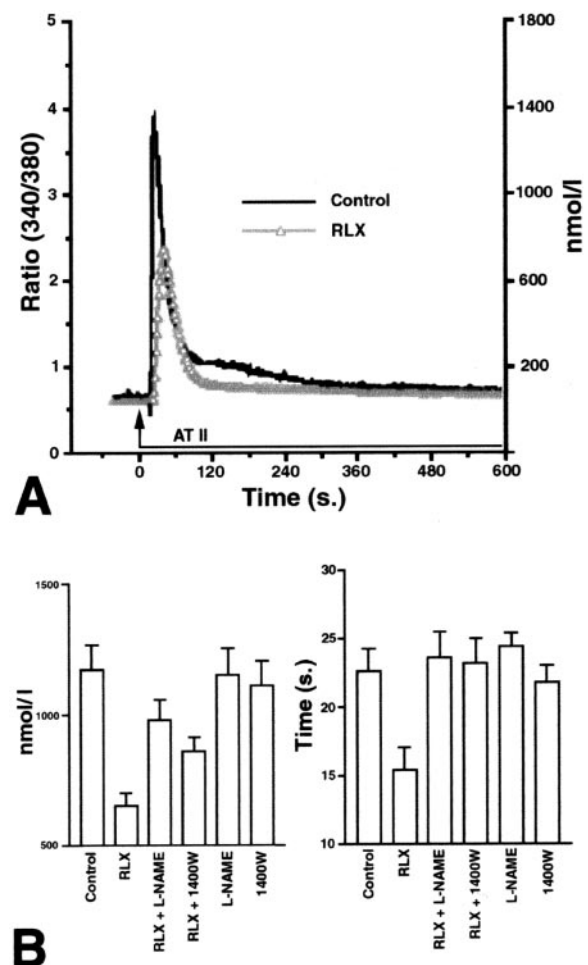 5
4
3
2
1
0
Ratio (340/380)
1800
1400
1000
600
200
nmol/l
Control
RLX
AT II
0
120
240
360
480
600
Time (s.)
A
1500
1000
500
nmol/l
Control
RLX
RLX + L-NAME
RLX + 1400W
L-NAME
1400W
30
25
20
15
10
Time (s.)
Control
RLX
RLX + L-NAME
RLX + 1400W
L-NAME
1400W
B